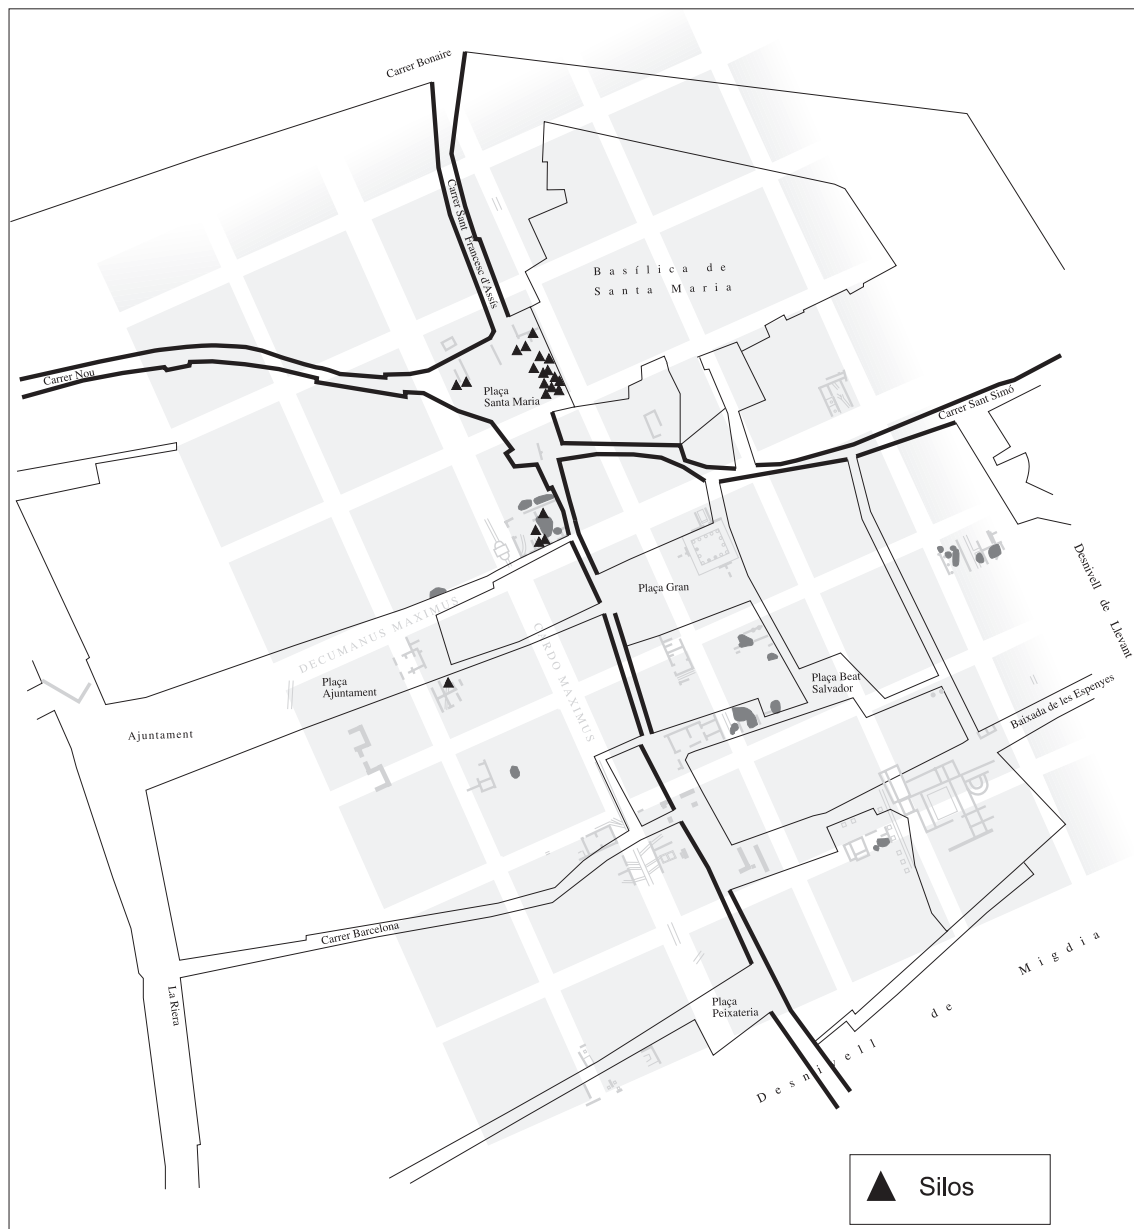 Carrer Bonaire
Carrer Sant Francesc d'Assís
Basílica de
Santa Maria
Carrer Nou
Plaça
Santa Maria
Carrer Sant Simó
Desnivell de Llevant
Plaça Gran
DECUMANUS MAXIMUS
CARDO MAXIMUS
Plaça
Ajuntament
Plaça Beat
Salvador
Baixada de les Espenyes
Ajuntament
Carrer Barcelona
La Riera
Plaça
Peixateria
Desnivell de Migdia
Silos